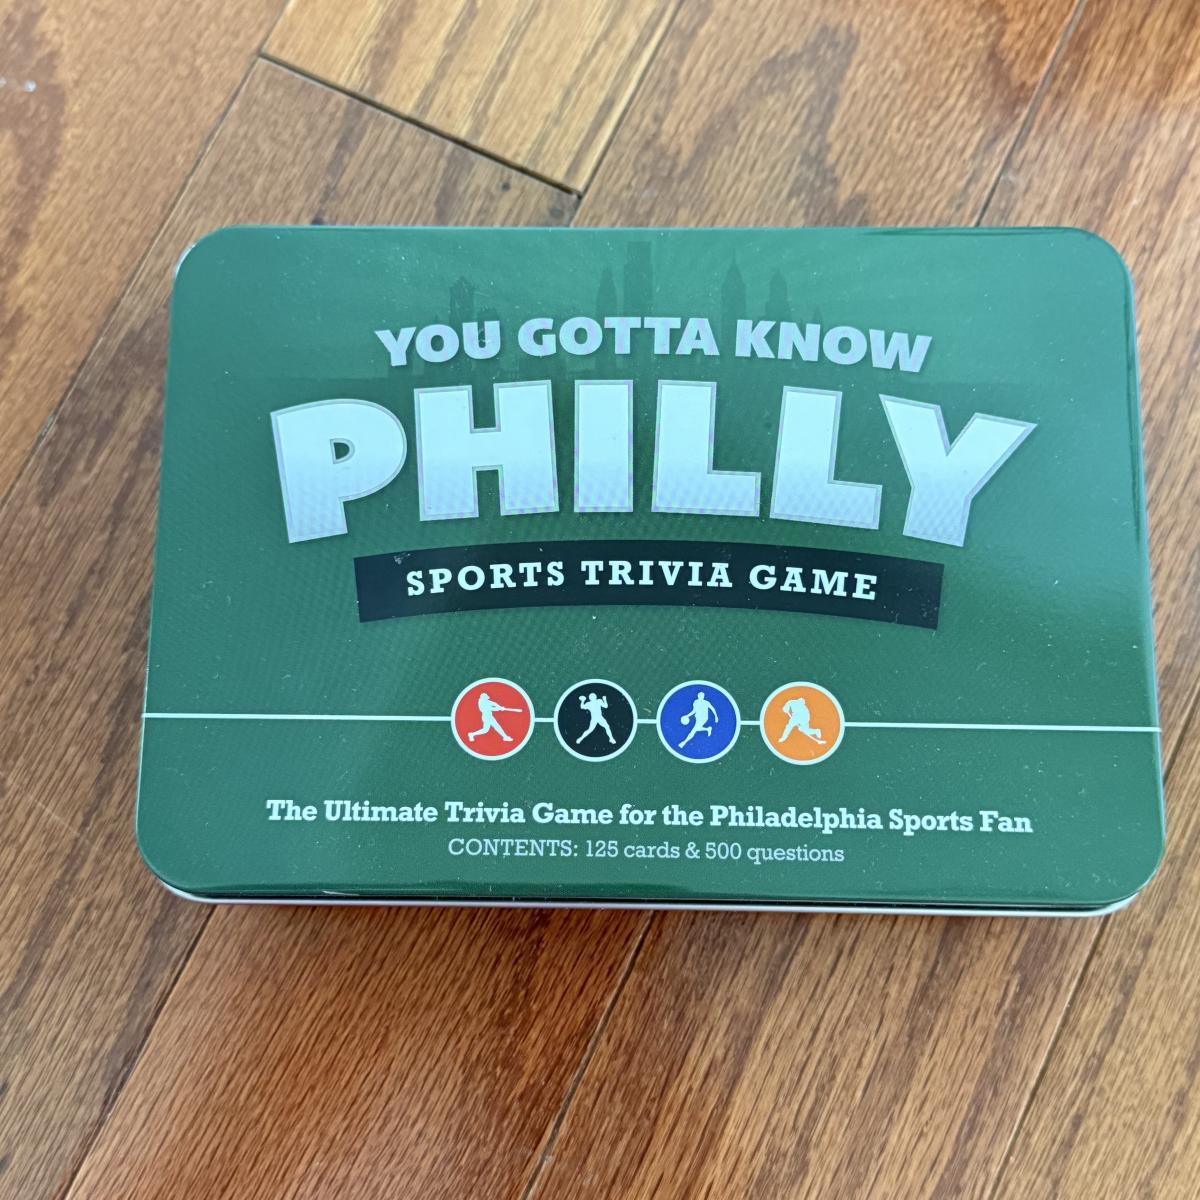 YOU GOTTA KNOW
PHILLY
SPORTS TRIVIA GAME
The Ultimate Trivia Game for the Philadelphia Sports Fan
CONTENTS: 125 cards & 500 questions